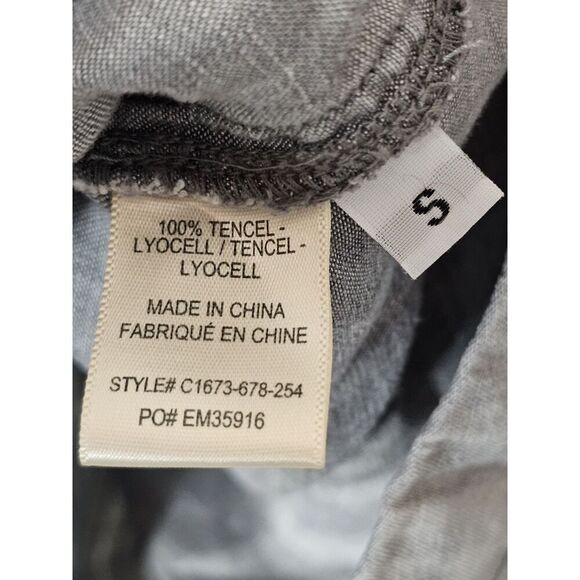 100% TENCEL -
LYOCELL / TENCEL -
LYOCELL
MADE IN CHINA
FABRIQUÉ EN CHINE
STYLE# C1673-678-254
PO# EM35916
S